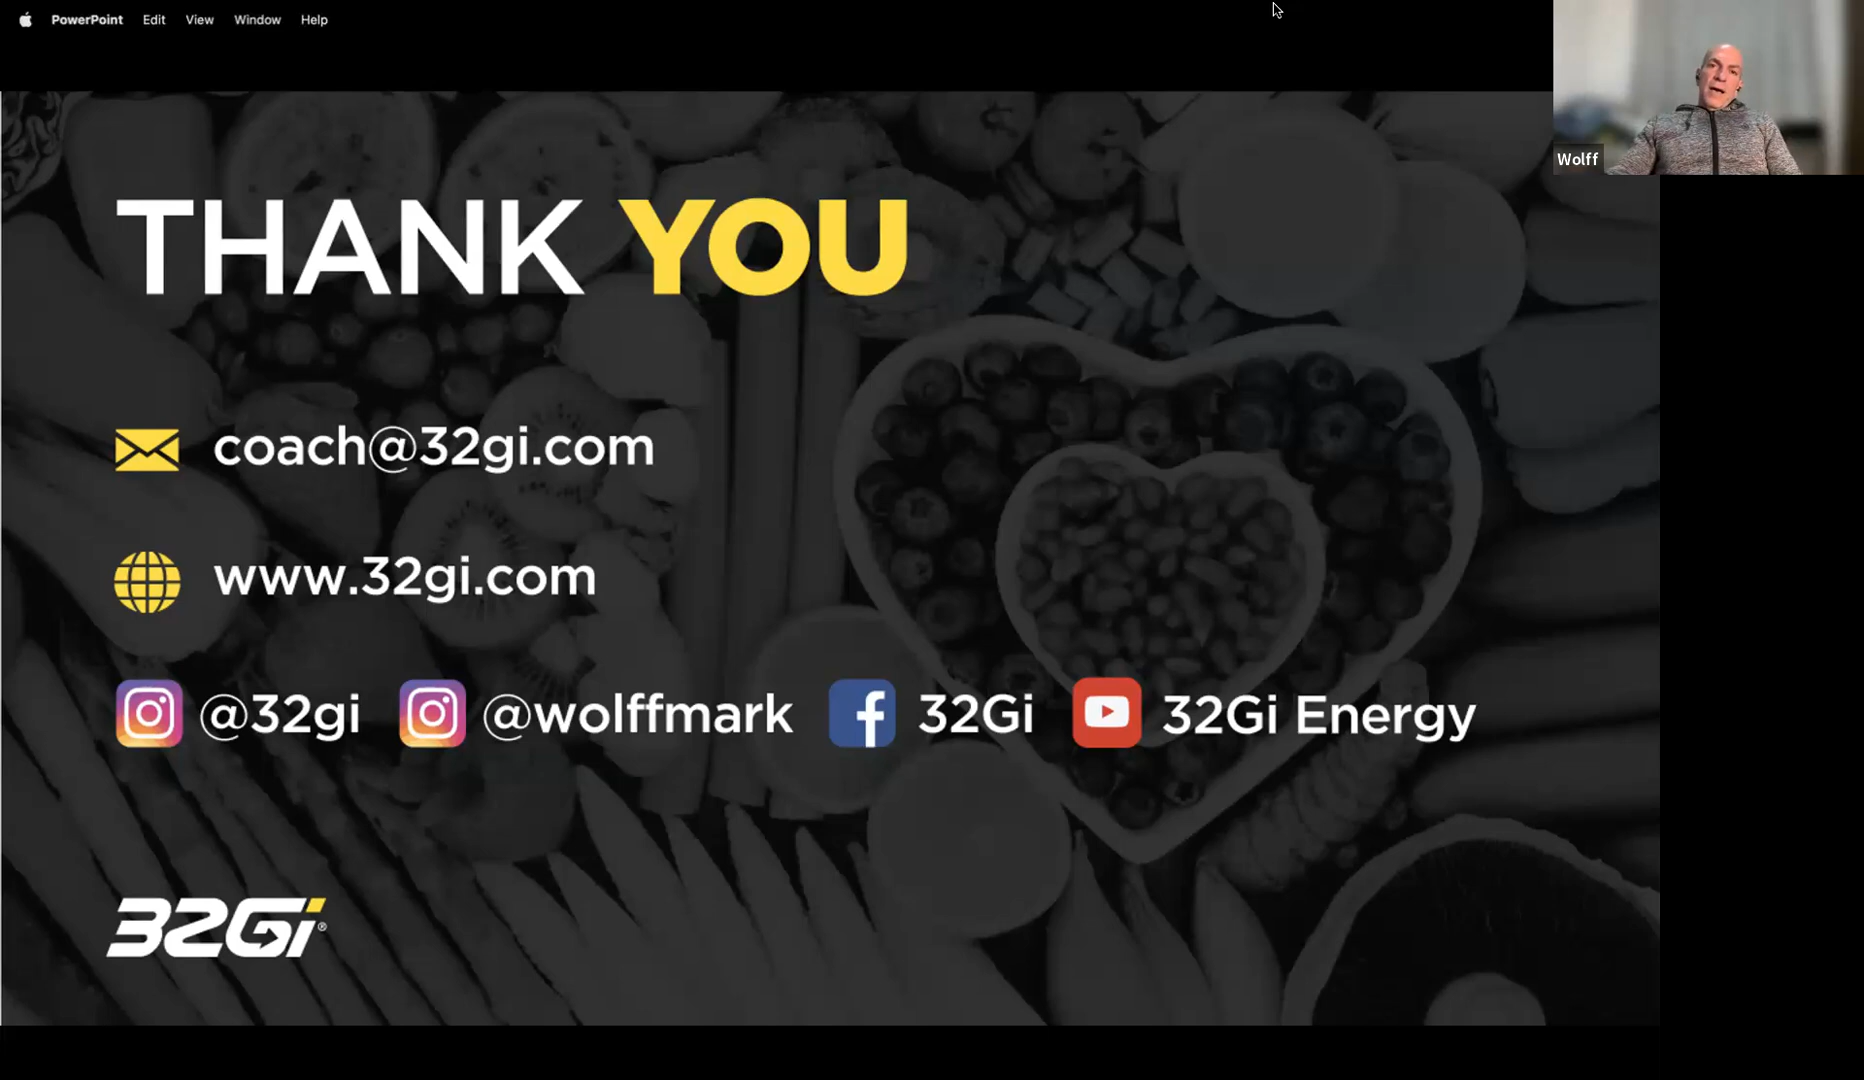 PowerPoint Edit View Window Help
Wolff
THANK YOU
coach@32gi.com
www.32gi.com
@32gi @wolffmark 32Gi 32Gi Energy
32Gi®